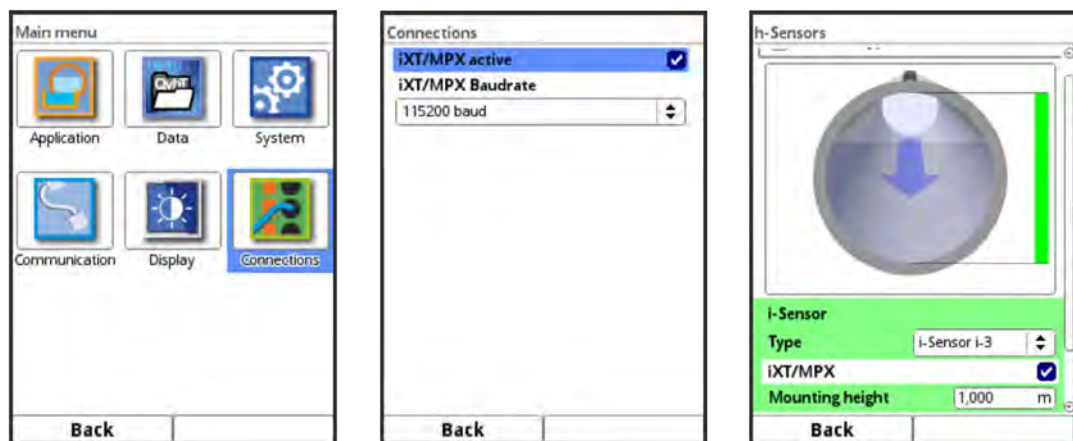 Main menu
QVHT
Application
Data
System
Communication
Display
Connections
Back
Connections
iXT/MPX active
iXT/MPX Baudrate
115200 baud
Back
h-Sensors
i-Sensor
Type
i-Sensor i-3
iXT/MPX
Mounting height
1,000 m
Back